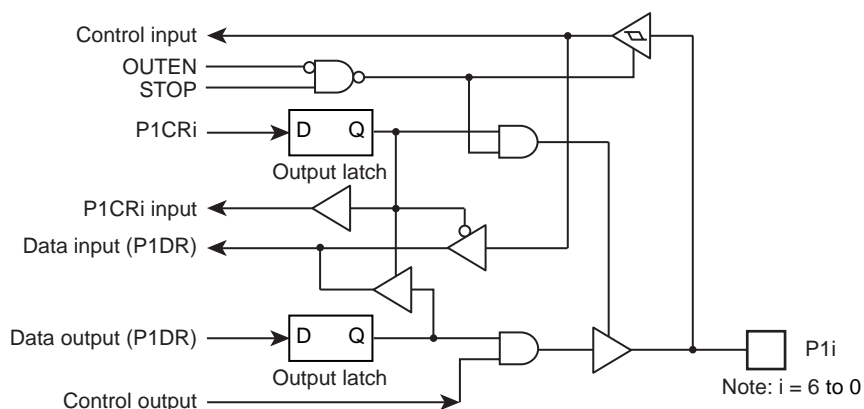 Control input
OUTEN
STOP
P1CRi
D Q
Output latch
P1CRi input
Data input (P1DR)
Data output (P1DR)
D Q
Output latch
P1i
Note: i = 6 to 0
Control output